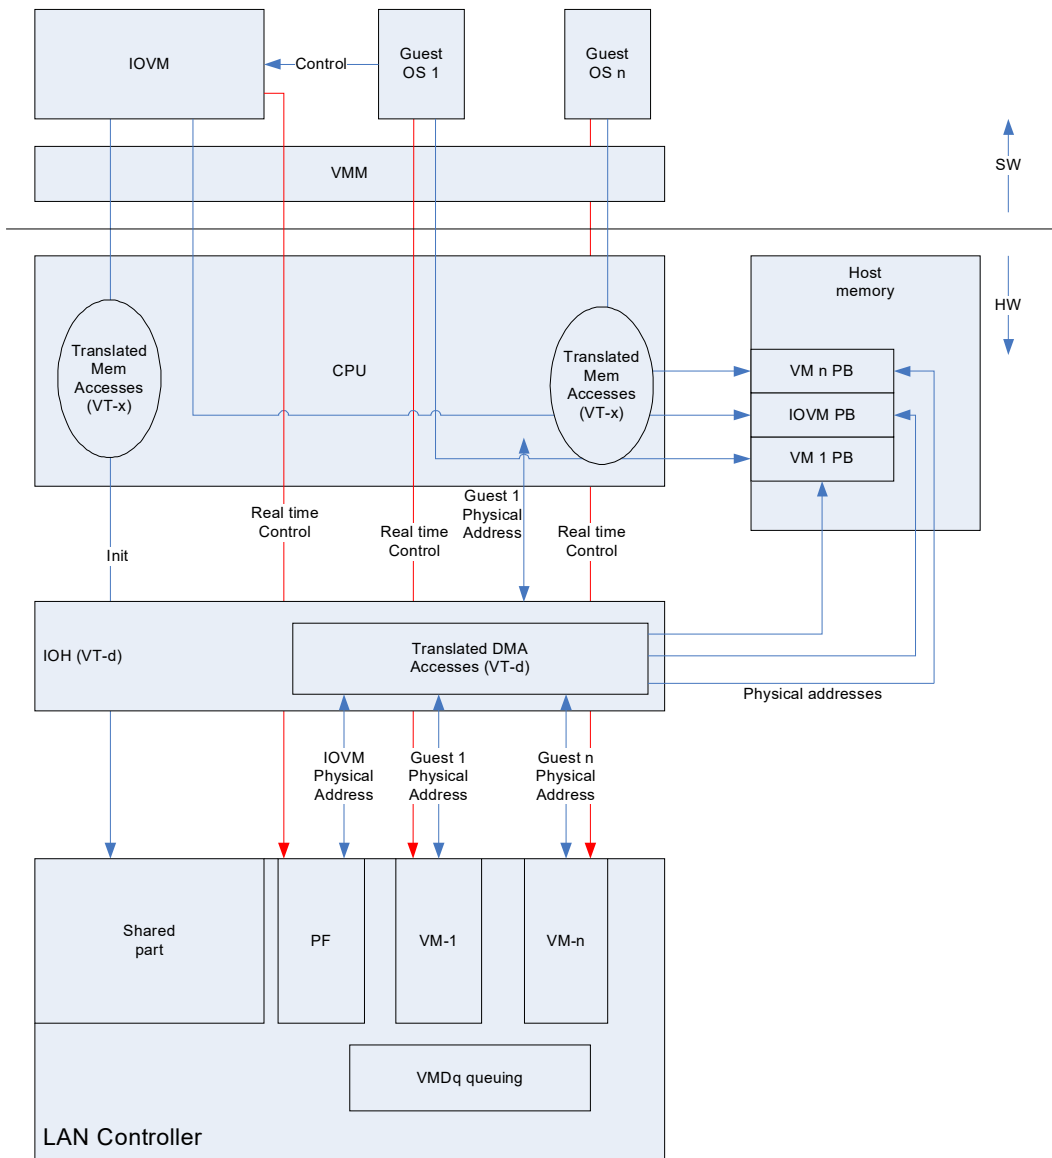 IOVM
Control
Guest
OS 1
Guest
OS n
VMM
SW
HW
Host
memory
Translated
Mem
Accesses
(VT-x)
CPU
Translated
Mem
Accesses
(VT-x)
VM n PB
IOVM PB
VM 1 PB
Guest 1
Physical
Address
Real time
Control
Real time
Control
Real time
Control
Init
IOH (VT-d)
Translated DMA
Accesses (VT-d)
Physical addresses
IOVM
Physical
Address
Guest 1
Physical
Address
Guest n
Physical
Address
Shared
part
PF
VM-1
VM-n
VMDq queuing
LAN Controller